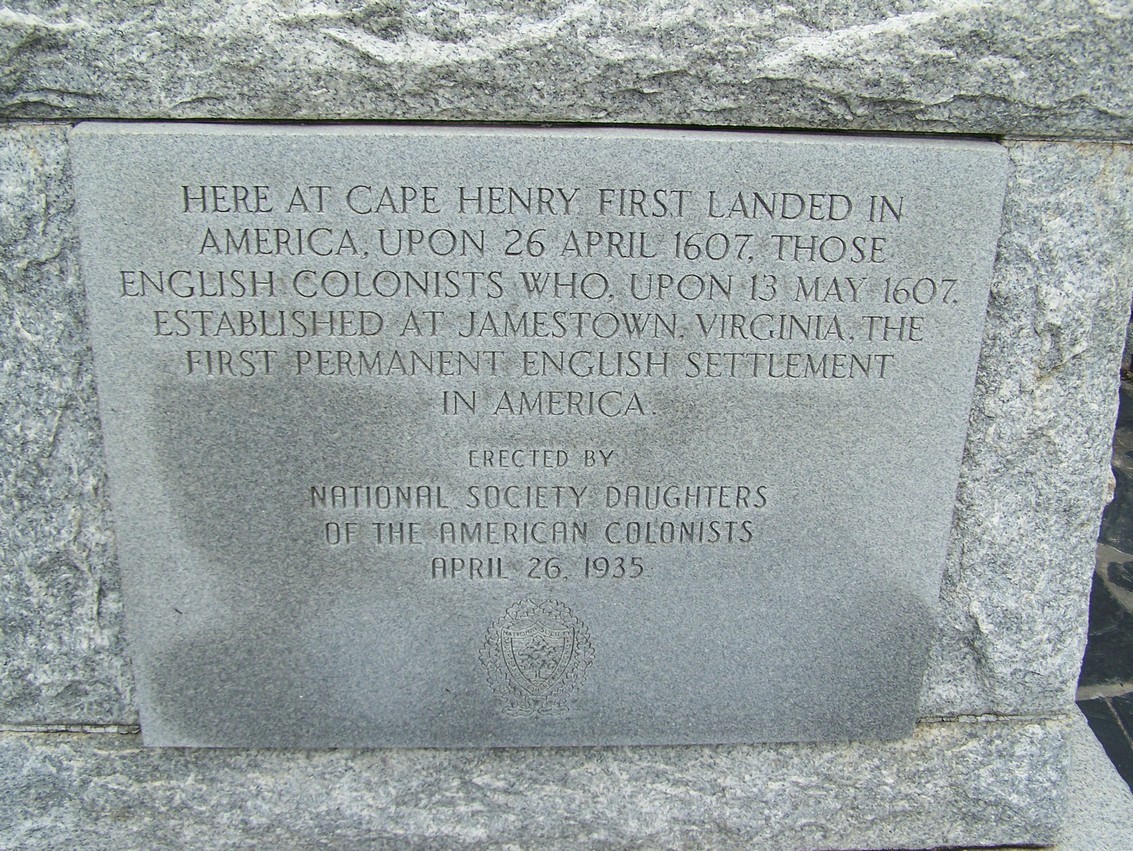 HERE AT CAPE HENRY FIRST LANDED IN
AMERICA, UPON 26 APRIL 1607, THOSE
ENGLISH COLONISTS WHO, UPON 13 MAY 1607,
ESTABLISHED AT JAMESTOWN, VIRGINIA, THE
FIRST PERMANENT ENGLISH SETTLEMENT
IN AMERICA.
ERECTED BY
NATIONAL SOCIETY DAUGHTERS
OF THE AMERICAN COLONISTS
APRIL 26, 1935